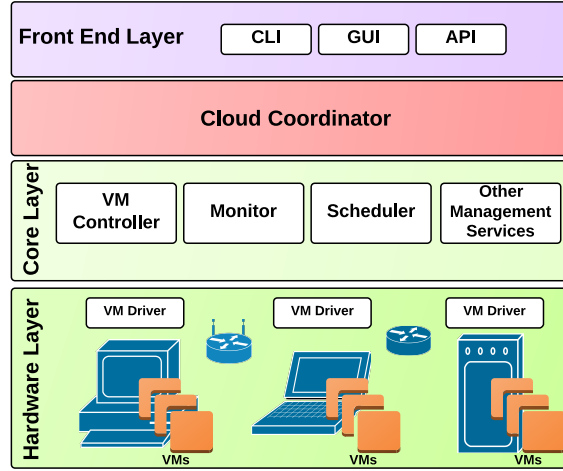 Front End Layer
CLI
GUI
API
Cloud Coordinator
Core Layer
VM
Controller
Monitor
Scheduler
Other
Management
Services
Hardware Layer
VM Driver
VM Driver
VM Driver
VMs
VMs
VMs